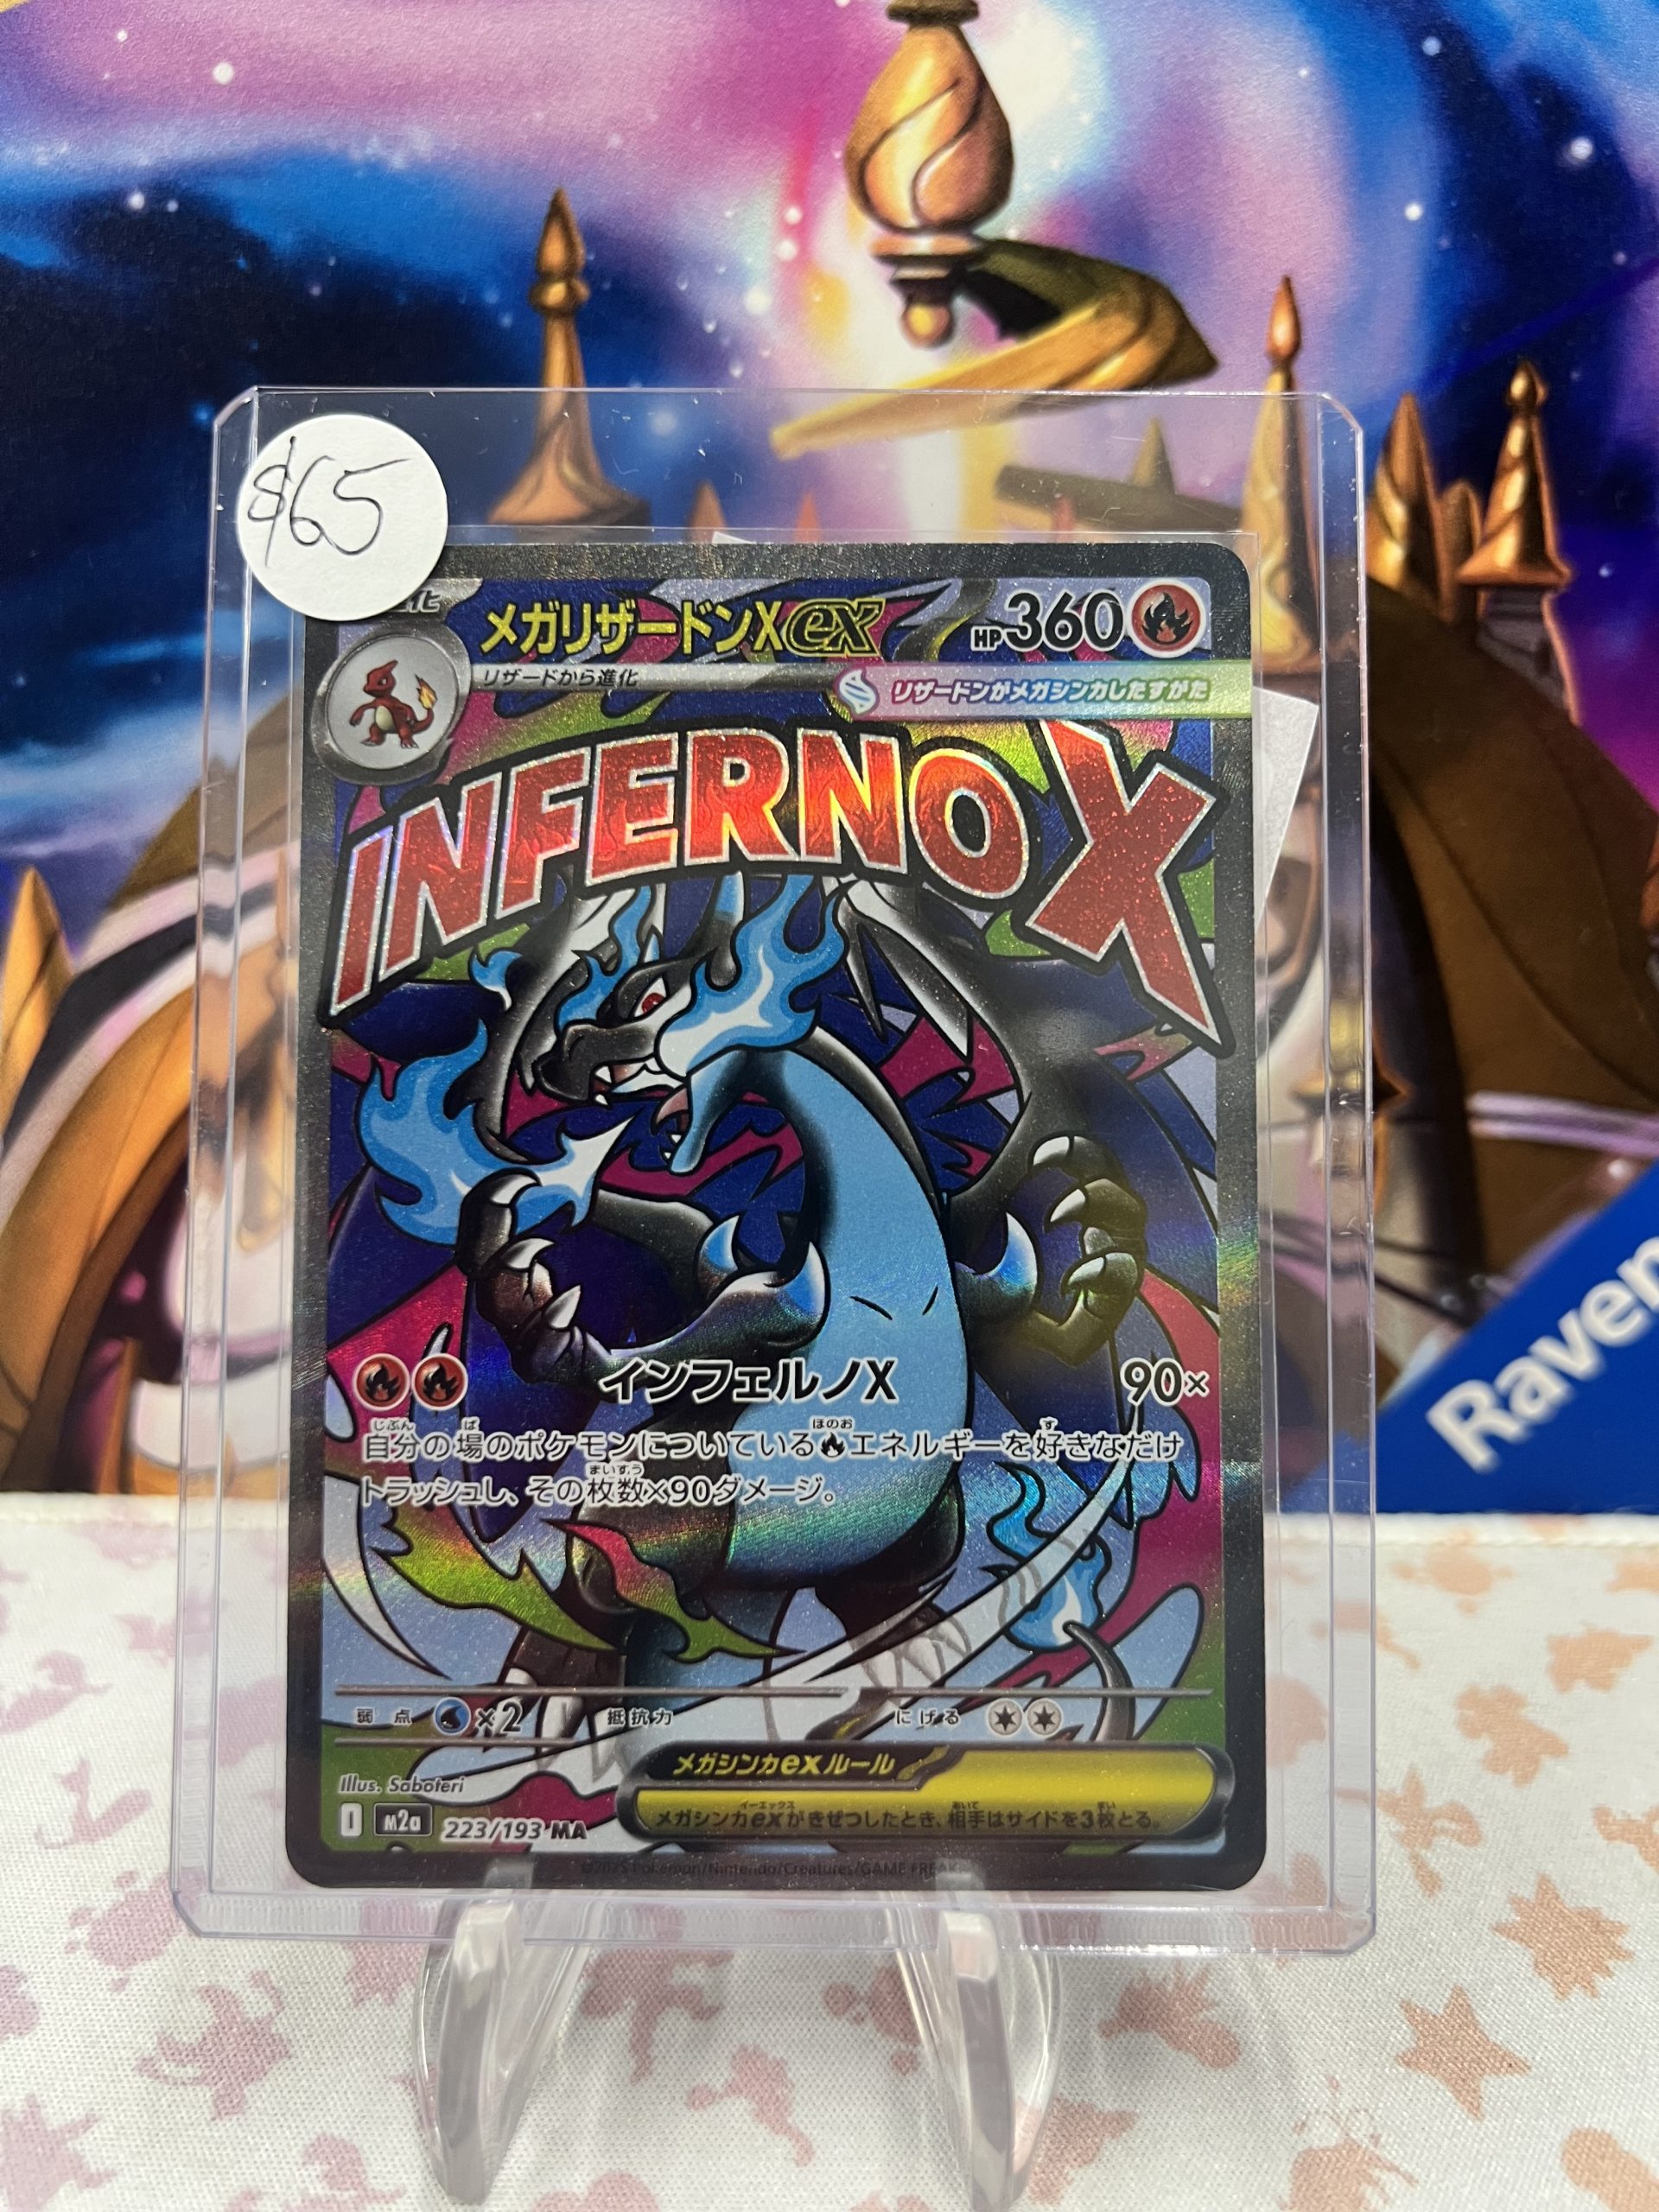 $65
化
メガリザードンXex
HP360
リザードから進化
リザードンがメガシンカしたすがた
INFERNO X
インフェルノX 90×
自分の場のポケモンについているエネルギーを好きなだけ
トラッシュし、その枚数×90ダメージ。
弱点 ×2 抵抗力 にげる
メガシンカexルール
メガシンカexがきぜつしたとき、相手はサイドを3枚とる。
Illus. Saboteri
I M2a 223/193 MA
©2025 Pokémon/Nintendo/Creatures/GAME FREAK
Raven